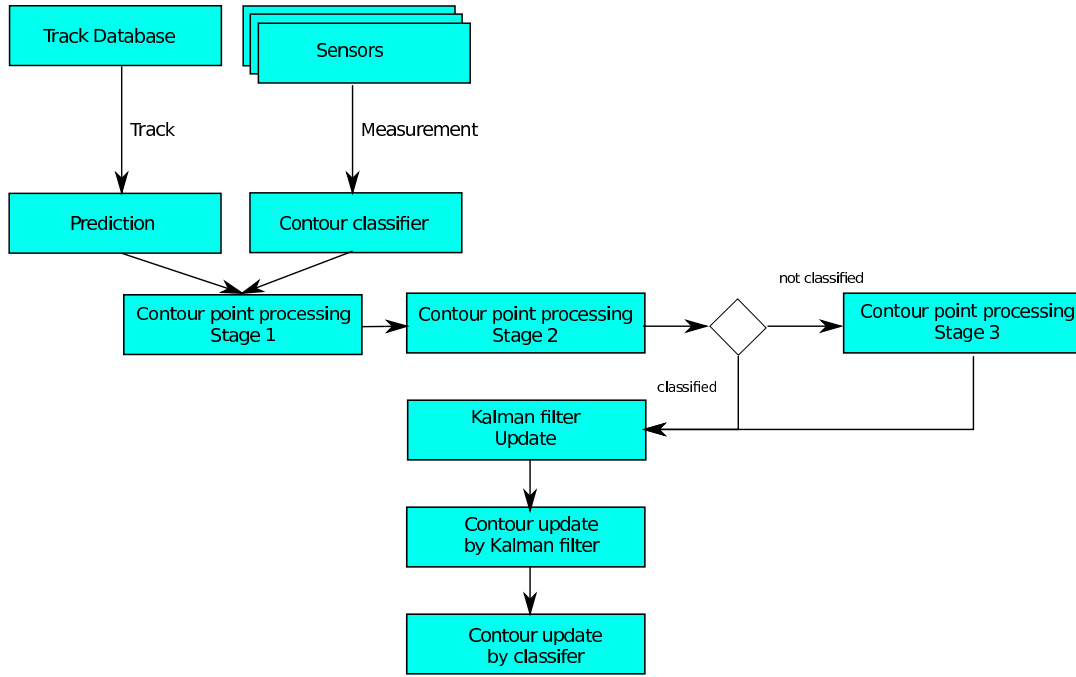 Track Database
Sensors
Track
Measurement
Prediction
Contour classifier
not classified
Contour point processing
Stage 1
Contour point processing
Stage 2
Contour point processing
Stage 3
classified
Kalman filter
Update
Contour update
by Kalman filter
Contour update
by classifer